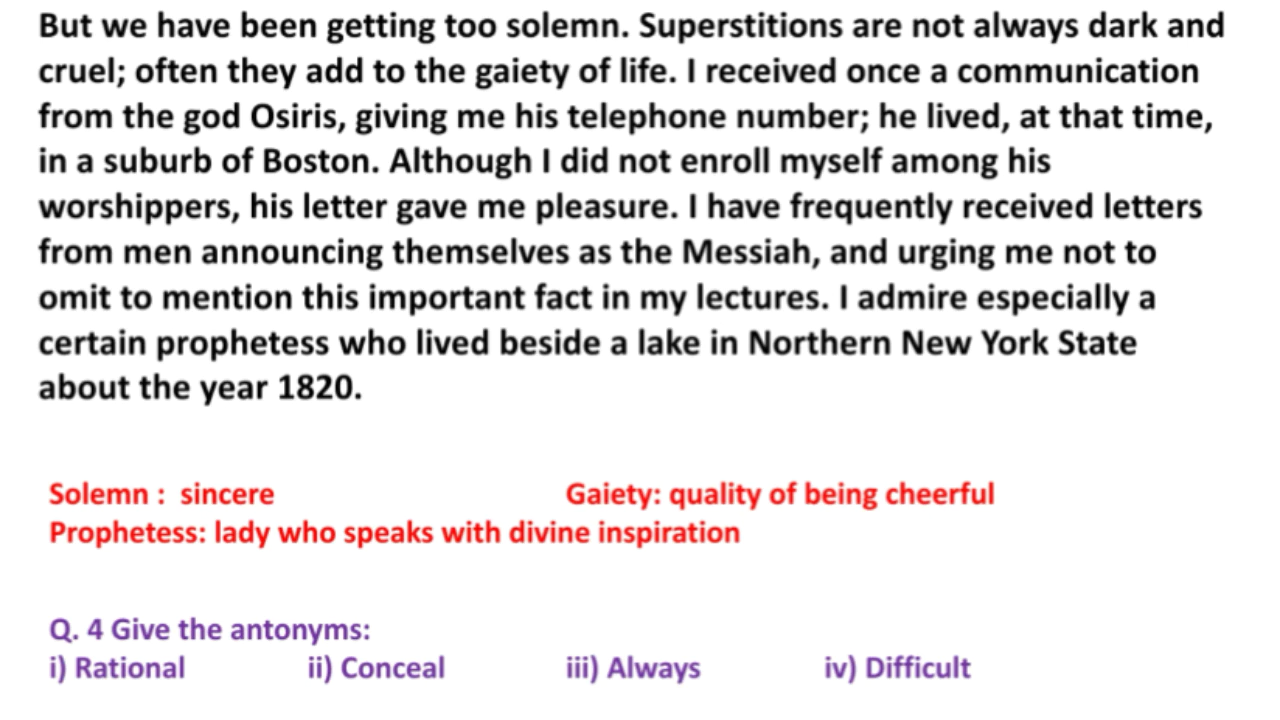 But we have been getting too solemn. Superstitions are not always dark and
cruel; often they add to the gaiety of life. I received once a communication
from the god Osiris, giving me his telephone number; he lived, at that time,
in a suburb of Boston. Although I did not enroll myself among his
worshippers, his letter gave me pleasure. I have frequently received letters
from men announcing themselves as the Messiah, and urging me not to
omit to mention this important fact in my lectures. I admire especially a
certain prophetess who lived beside a lake in Northern New York State
about the year 1820.
Solemn : sincere Gaiety: quality of being cheerful
Prophetess: lady who speaks with divine inspiration
Q. 4 Give the antonyms:
i) Rational ii) Conceal iii) Always iv) Difficult